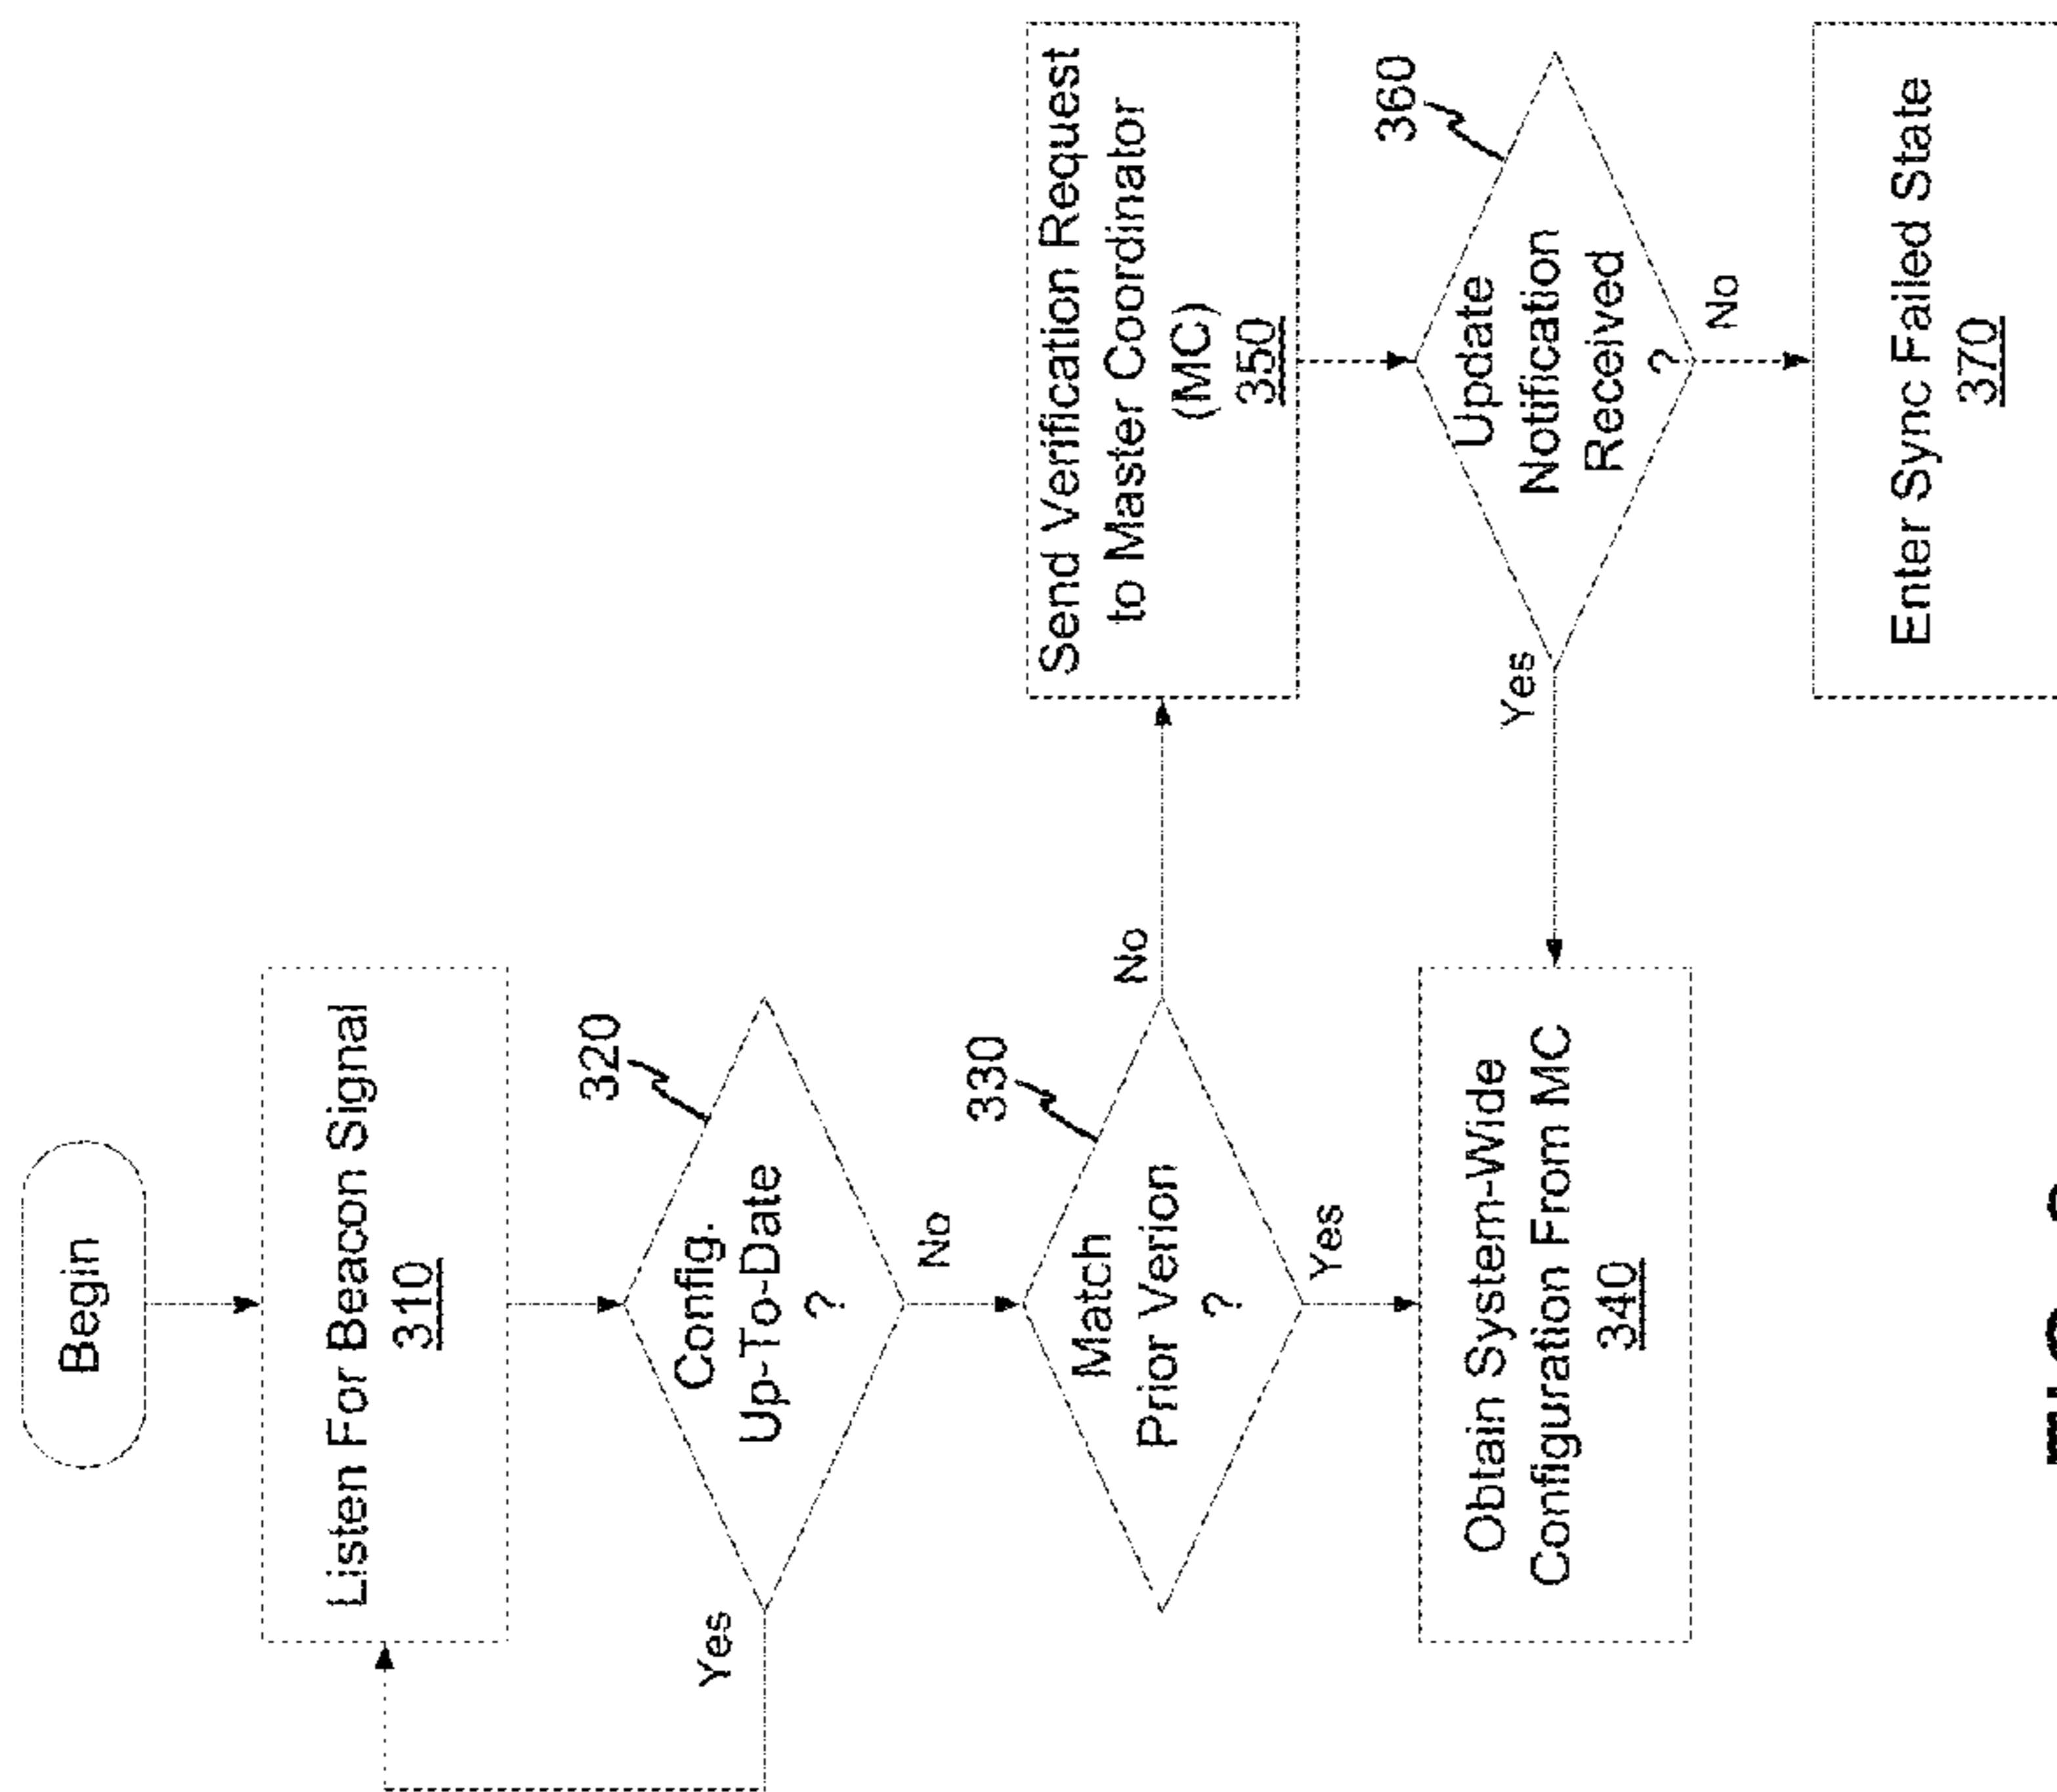 Begin
Listen For Beacon Signal
310
Config.
Up-To-Date
?
320
Yes
No
Match
Prior Verion
?
330
No
Yes
Obtain System-Wide
Configuration From MC
340
Send Verification Request
to Master Coordinator
(MC)
350
Update
Notification
Received
?
360
Yes
No
Enter Sync Failed State
370